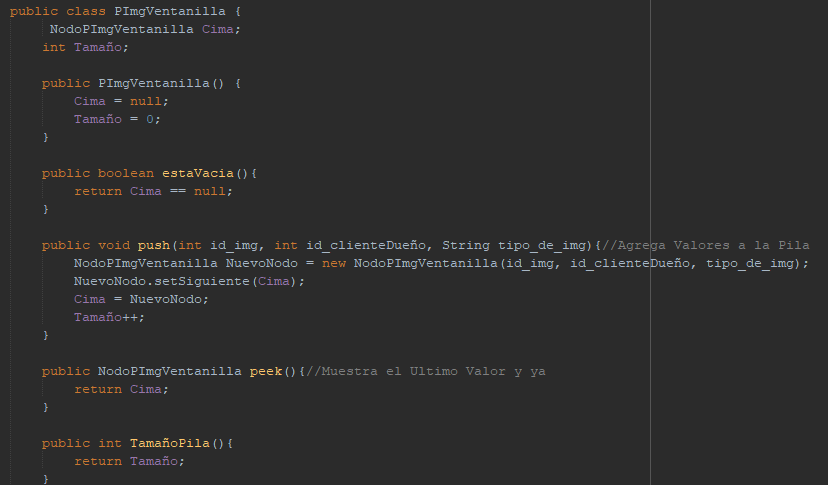 public class PImgVentanilla {
NodoPImgVentanilla Cima;
int Tamaño;
public PImgVentanilla() {
Cima = null;
Tamaño = 0;
}
public boolean estaVacia(){
return Cima == null;
}
public void push(int id_img, int id_clienteDueño, String tipo_de_img){//Agrega Valores a la Pila
NodoPImgVentanilla NuevoNodo = new NodoPImgVentanilla(id_img, id_clienteDueño, tipo_de_img);
NuevoNodo.setSiguiente(Cima);
Cima = NuevoNodo;
Tamaño++;
}
public NodoPImgVentanilla peek(){//Muestra el Ultimo Valor y ya
return Cima;
}
public int TamañoPila(){
return Tamaño;
}